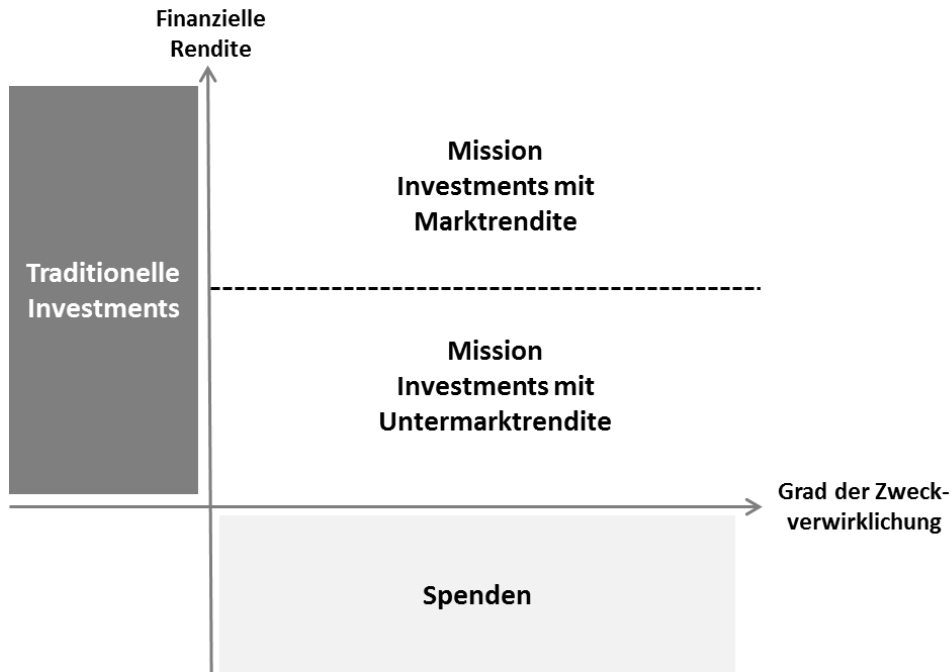 Finanzielle
Rendite
Mission
Investments mit
Marktrendite
Traditionelle
Investments
Mission
Investments mit
Untermarktrendite
Grad der Zweck-
verwirklichung
Spenden